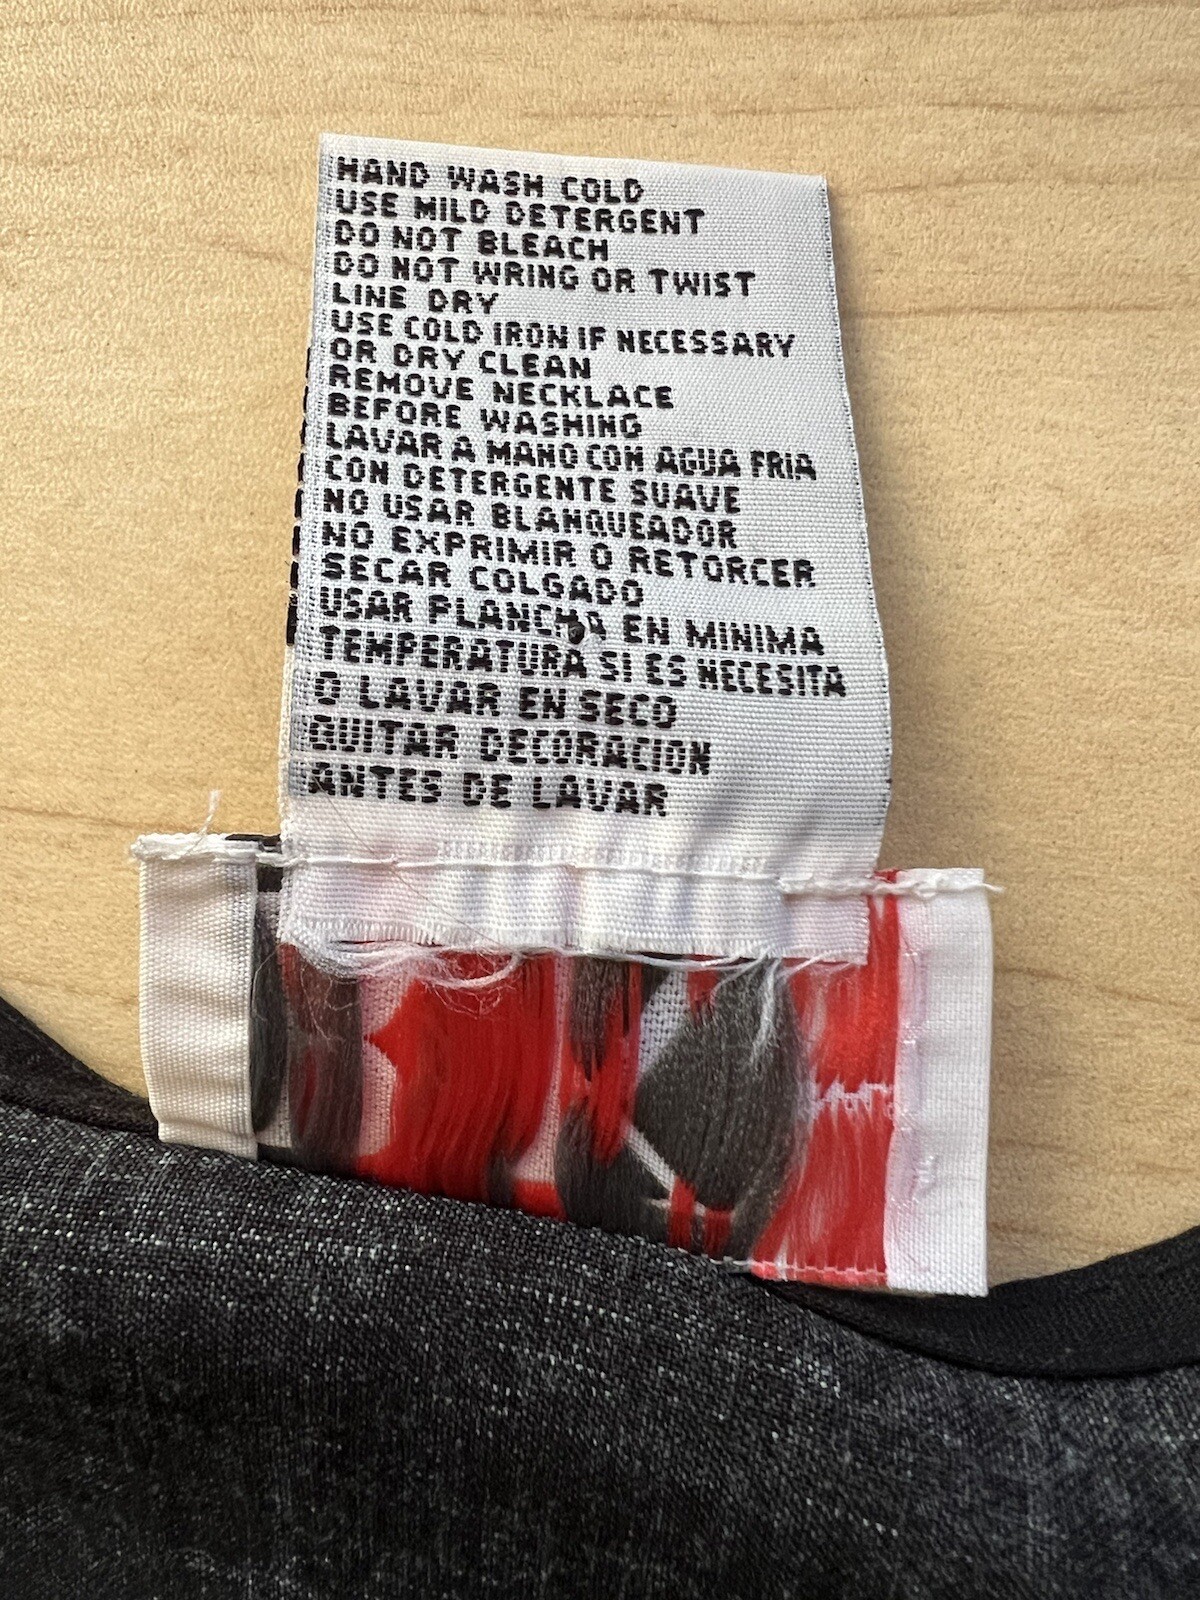 HAND WASH COLD
USE MILD DETERGENT
DO NOT BLEACH
DO NOT WRING OR TWIST
LINE DRY
USE COLD IRON IF NECESSARY
OR DRY CLEAN
REMOVE NECKLACE
BEFORE WASHING
LAVAR A MANO CON AGUA FRIA
CON DETERGENTE SUAVE
NO USAR BLANQUEADOR
NO EXPRIMIR O RETORCER
SECAR COLGADO
USAR PLANCHA EN MINIMA
TEMPERATURA SI ES NECESITA
O LAVAR EN SECO
QUITAR DECORACION
ANTES DE LAVAR